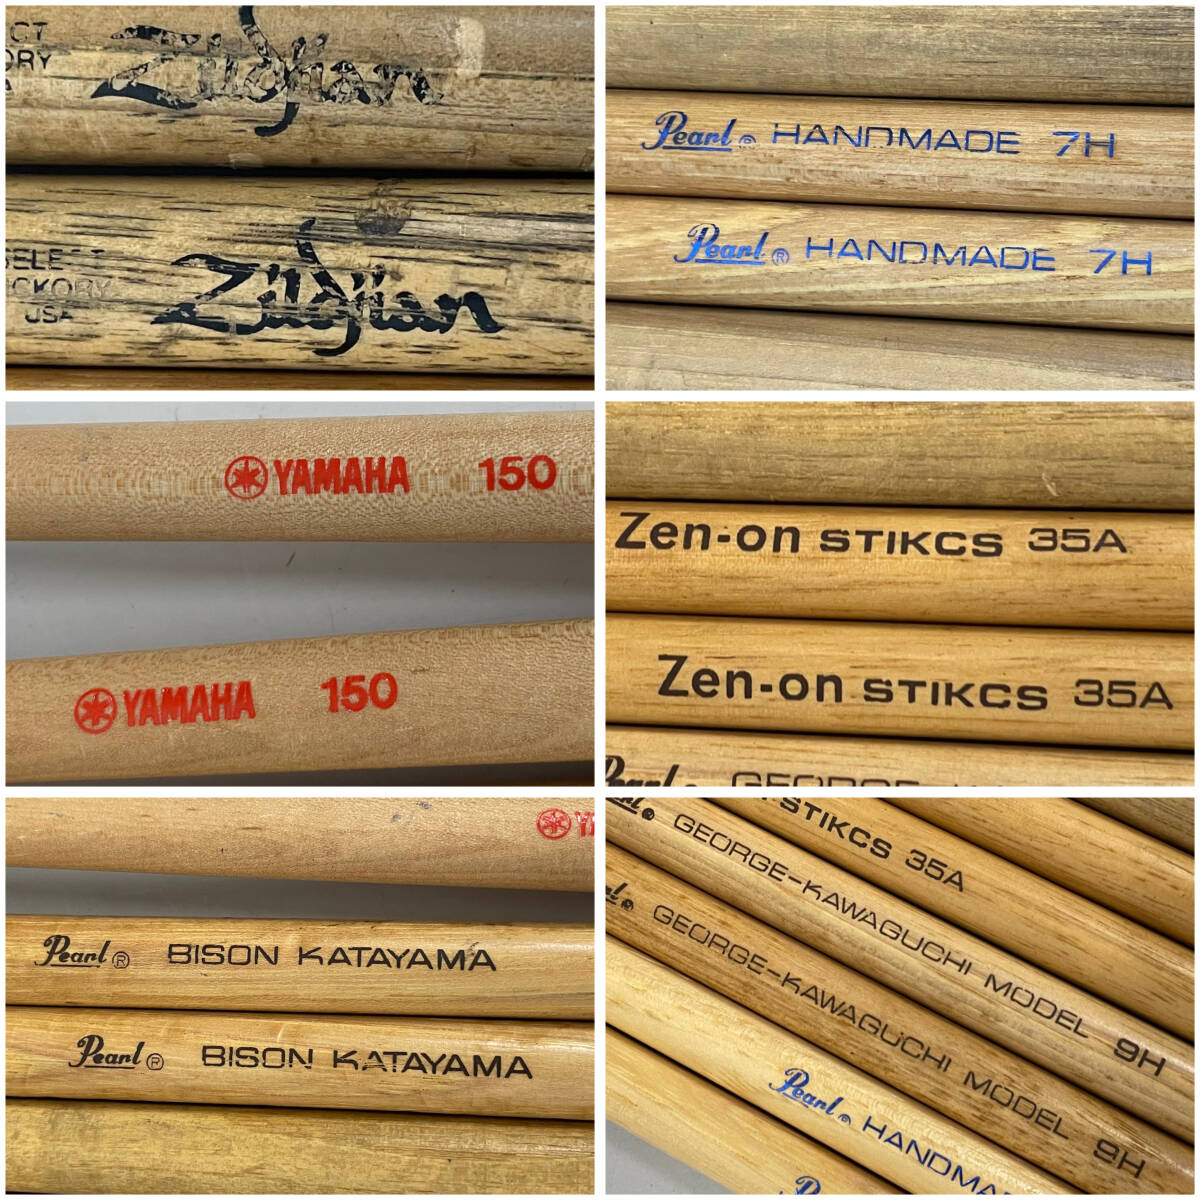 Zildjian
SELECT
HICKORY
USA
Zildjian
Pearl® HANDMADE 7H
Pearl® HANDMADE 7H
YAMAHA 150
YAMAHA 150
Zen-on STIKCS 35A
Zen-on STIKCS 35A
Pearl
Pearl® BISON KATAYAMA
Pearl® BISON KATAYAMA
STIKCS 35A
GEORGE-KAWAGUCHI MODEL 9H
GEORGE-KAWAGUCHI MODEL 9H
Pearl® HANDMA
Pearl